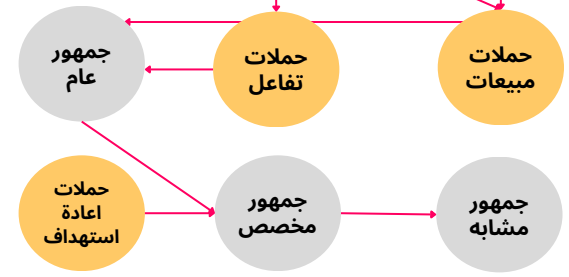 حملات
مبيعات
حملات
تفاعل
جمهور
عام
جمهور
مشابه
جمهور
مخصص
حملات
اعادة
استهداف